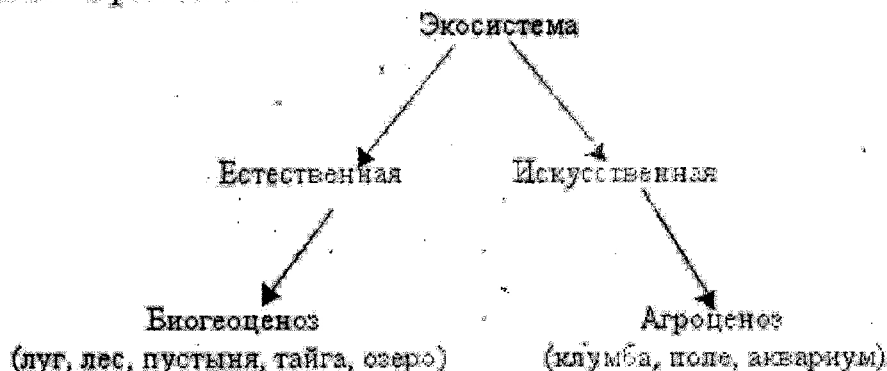 Экосистема
Естественная Искусственная
Биогеоценоз Агроценоз
(луг, лес, пустыня, тайга, озеро) (клумба, поле, аквариум)